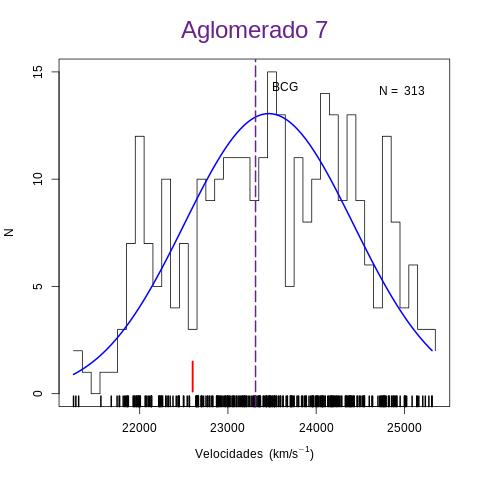 Aglomerado 7
BCG
N = 313
N
15
10
5
0
22000 23000 24000 25000
Velocidades (km/s⁻¹)